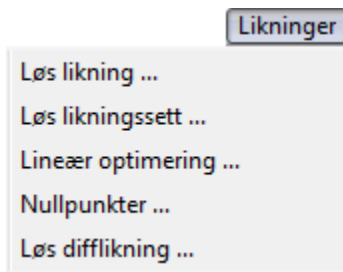 Likninger
Løs likning ...
Løs likningssett ...
Lineær optimering ...
Nullpunkter ...
Løs difflikning ...